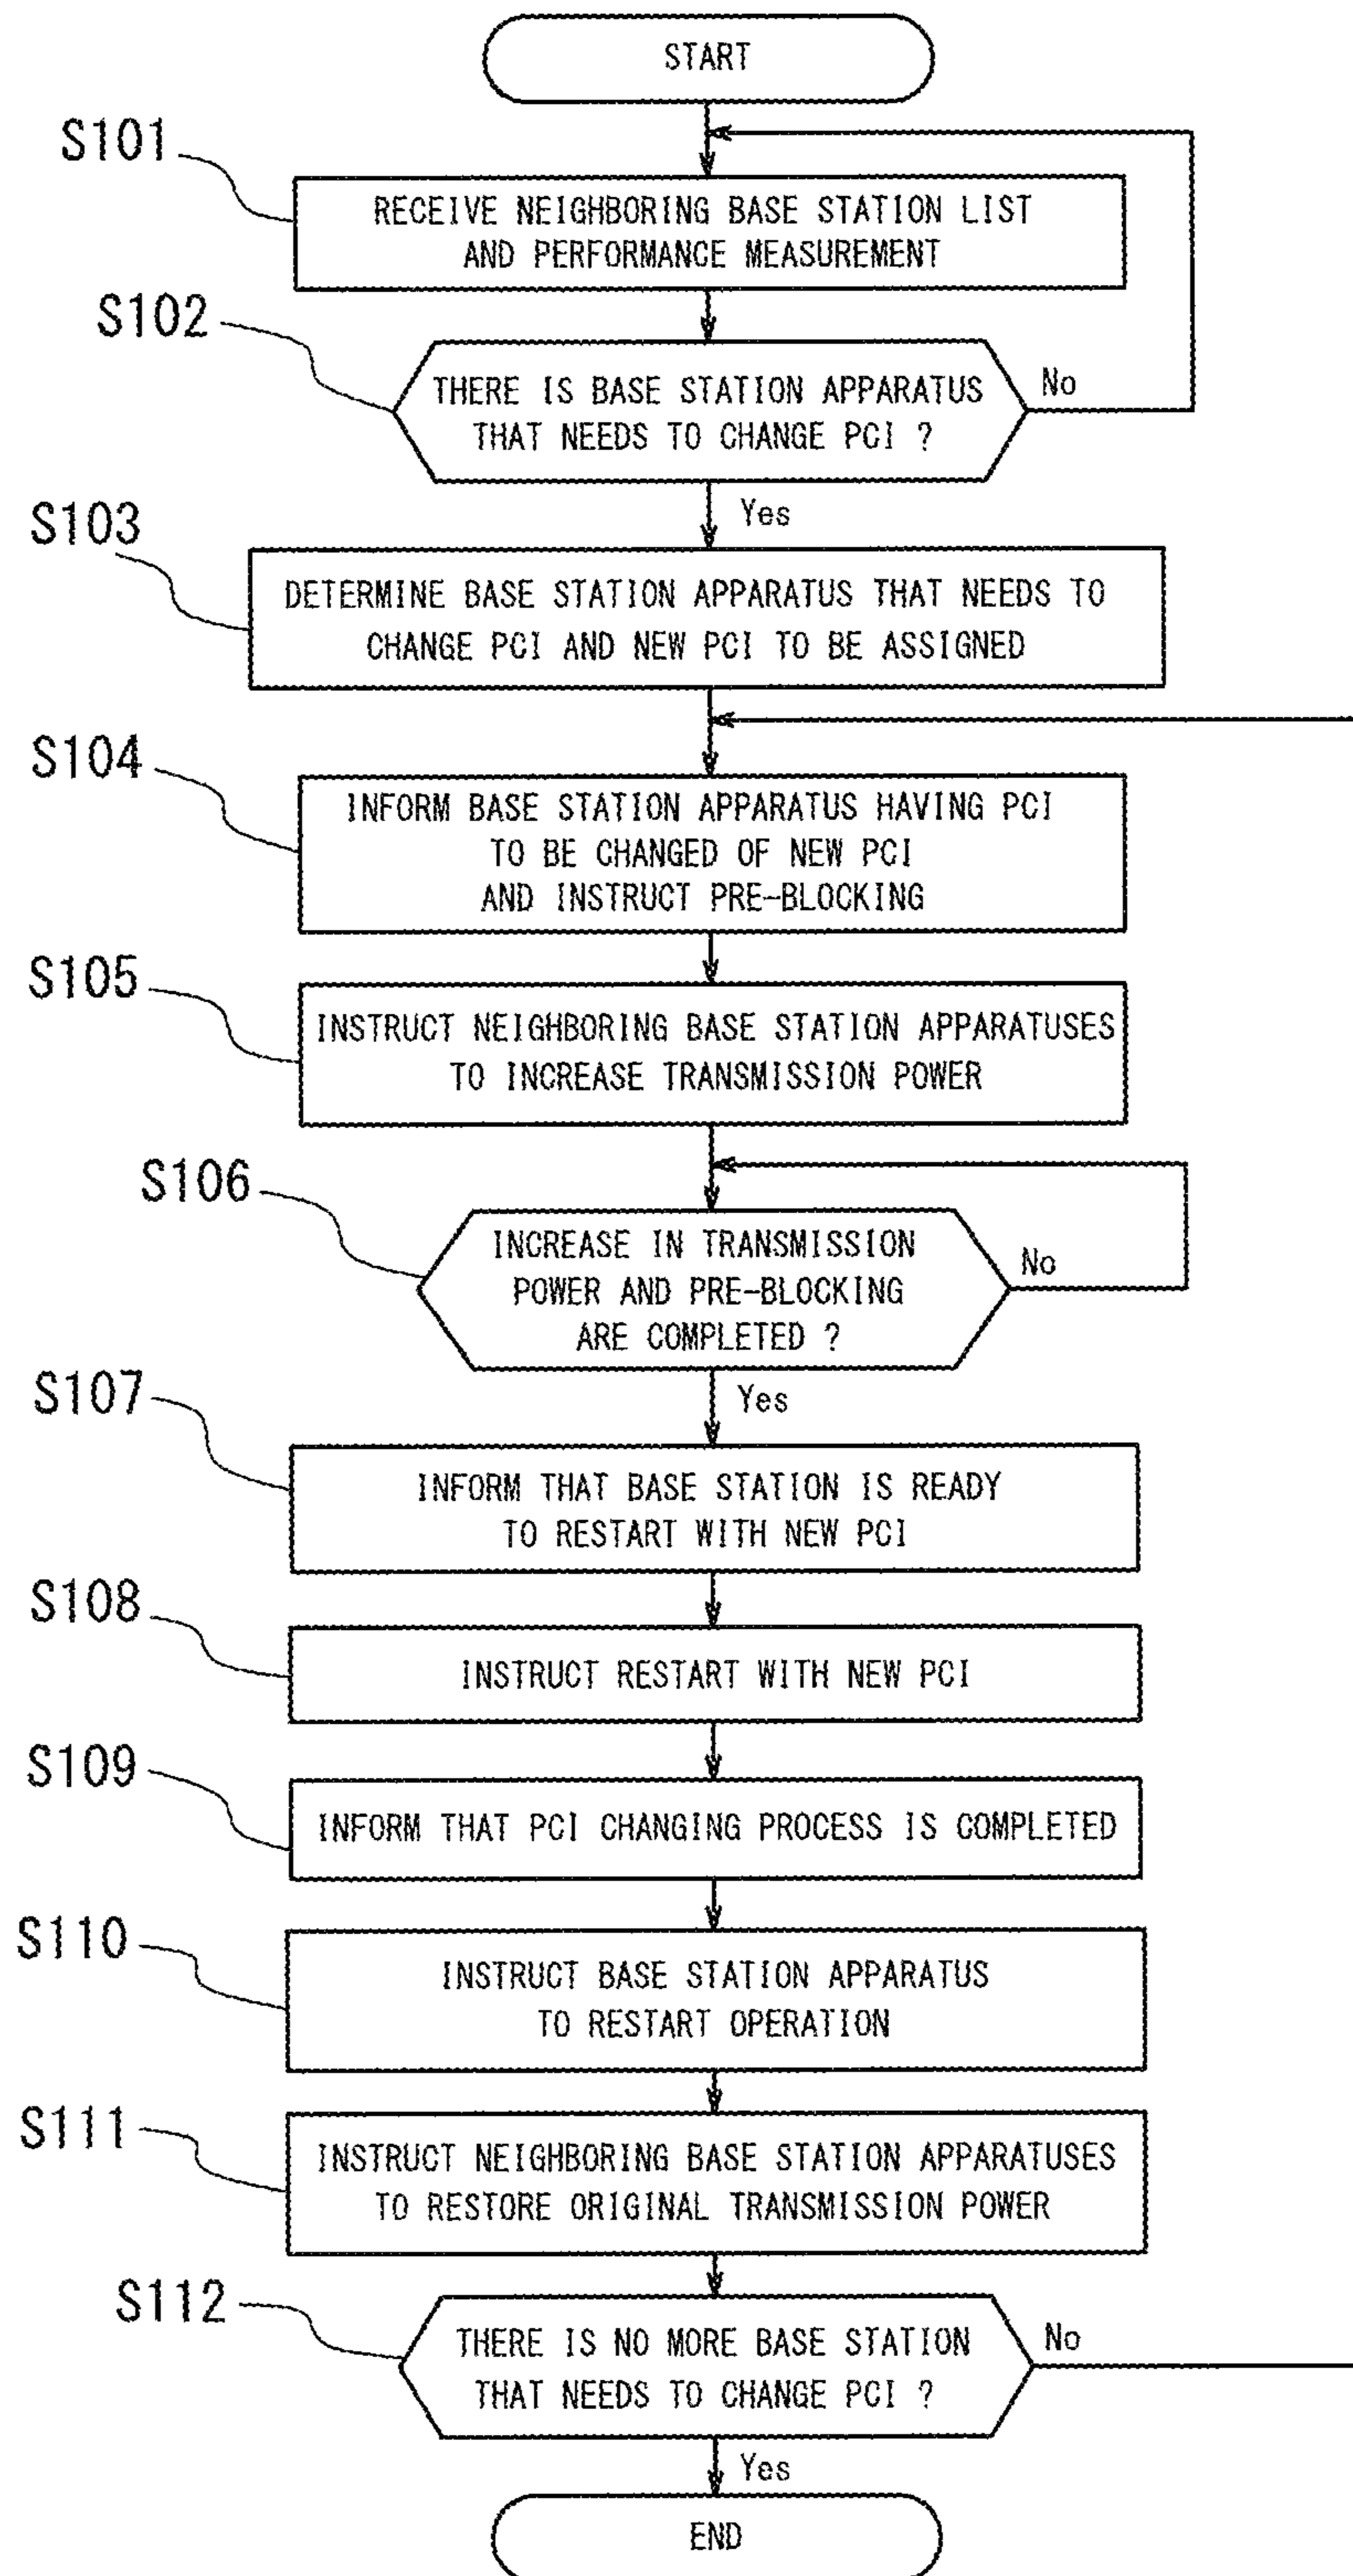 START
S101
RECEIVE NEIGHBORING BASE STATION LIST
AND PERFORMANCE MEASUREMENT
S102
THERE IS BASE STATION APPARATUS
THAT NEEDS TO CHANGE PCI ?
No
Yes
S103
DETERMINE BASE STATION APPARATUS THAT NEEDS TO
CHANGE PCI AND NEW PCI TO BE ASSIGNED
S104
INFORM BASE STATION APPARATUS HAVING PCI
TO BE CHANGED OF NEW PCI
AND INSTRUCT PRE-BLOCKING
S105
INSTRUCT NEIGHBORING BASE STATION APPARATUSES
TO INCREASE TRANSMISSION POWER
S106
INCREASE IN TRANSMISSION
POWER AND PRE-BLOCKING
ARE COMPLETED ?
No
Yes
S107
INFORM THAT BASE STATION IS READY
TO RESTART WITH NEW PCI
S108
INSTRUCT RESTART WITH NEW PCI
S109
INFORM THAT PCI CHANGING PROCESS IS COMPLETED
S110
INSTRUCT BASE STATION APPARATUS
TO RESTART OPERATION
S111
INSTRUCT NEIGHBORING BASE STATION APPARATUSES
TO RESTORE ORIGINAL TRANSMISSION POWER
S112
THERE IS NO MORE BASE STATION
THAT NEEDS TO CHANGE PCI ?
No
Yes
END